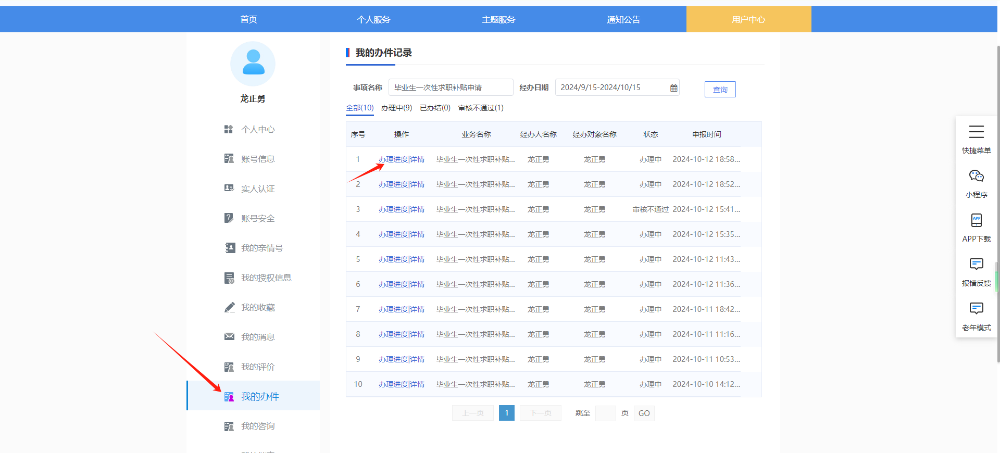 首页 个人服务 主题服务 通知公告 用户中心
龙正勇
个人中心
账号信息
实人认证
账号安全
我的亲情号
我的授权信息
我的收藏
我的消息
我的评价
我的办件
我的咨询
我的办件记录
事项名称 毕业生一次性求职补贴申请 经办日期 2024/9/15-2024/10/15 查询
全部(10) 办理中(9) 已办结(0) 审核不通过(1)
序号 操作 业务名称 经办人名称 经办对象名称 状态 申报时间
1 办理进度|详情 毕业生一次性求职补贴... 龙正勇 龙正勇 办理中 2024-10-12 18:58...
2 办理进度|详情 毕业生一次性求职补贴... 龙正勇 龙正勇 办理中 2024-10-12 18:52...
3 办理进度|详情 毕业生一次性求职补贴... 龙正勇 龙正勇 审核不通过 2024-10-12 15:41...
4 办理进度|详情 毕业生一次性求职补贴... 龙正勇 龙正勇 办理中 2024-10-12 15:35...
5 办理进度|详情 毕业生一次性求职补贴... 龙正勇 龙正勇 办理中 2024-10-12 11:43...
6 办理进度|详情 毕业生一次性求职补贴... 龙正勇 龙正勇 办理中 2024-10-12 11:36...
7 办理进度|详情 毕业生一次性求职补贴... 龙正勇 龙正勇 办理中 2024-10-11 18:42...
8 办理进度|详情 毕业生一次性求职补贴... 龙正勇 龙正勇 办理中 2024-10-11 11:16...
9 办理进度|详情 毕业生一次性求职补贴... 龙正勇 龙正勇 办理中 2024-10-11 10:53...
10 办理进度|详情 毕业生一次性求职补贴... 龙正勇 龙正勇 办理中 2024-10-10 14:12...
上一页 1 下一页 跳至 页 GO
快捷菜单
小程序
APP
APP下载
报错反馈
老年模式